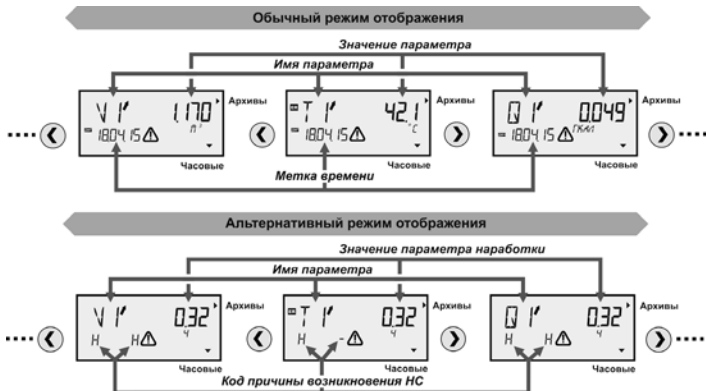 Обычный режим отображения
Значение параметра
Имя параметра
V 1' 1.170 Архивы
м³
18.04.15
Часовые
T 1' 42.1 Архивы
°C
18.04.15
Q 1' 0.049 Архивы
ГКАЛ
18.04.15
Часовые
Метка времени
Альтернативный режим отображения
Значение параметра наработки
Имя параметра
V 1' 0.32 Архивы
ч
H H
Часовые
T 1' 0.32 Архивы
ч
H -
Часовые
Q 1' 0.32 Архивы
ч
H H
Часовые
Код причины возникновения НС